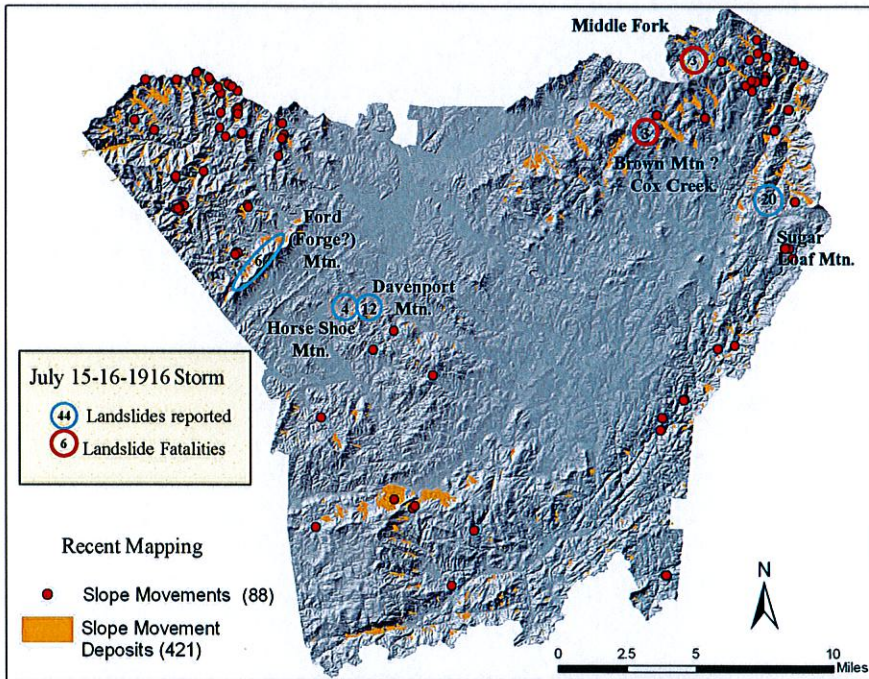 Middle Fork
3
3
Brown Mtn ?
Cox Creek
20
Sugar
Loaf Mtn.
Ford
(Forge?)
Mtn.
Davenport
Mtn.
4
12
Horse Shoe
Mtn.
July 15-16-1916 Storm
44 Landslides reported
6 Landslide Fatalities
Recent Mapping
Slope Movements (88)
Slope Movement
Deposits (421)
N
0 2.5 5 10
Miles